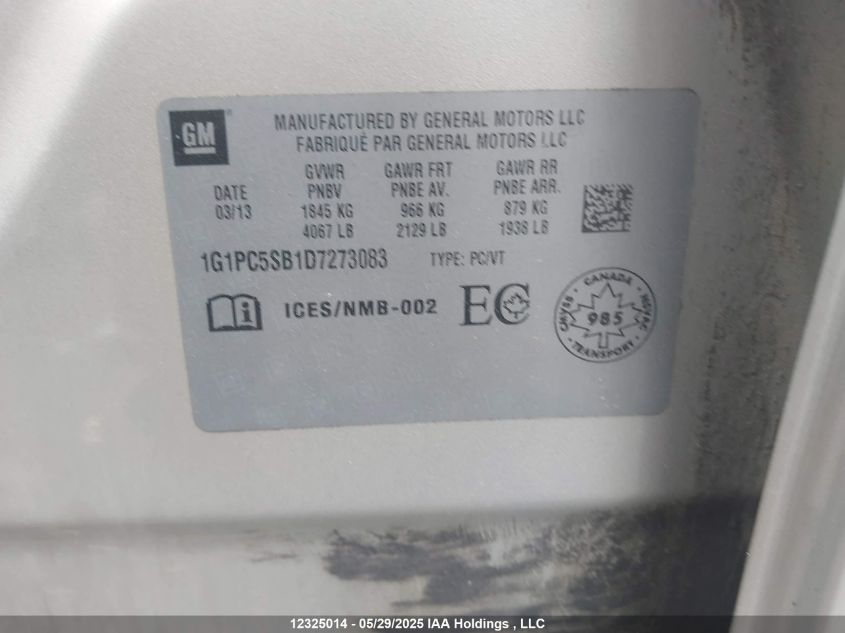 GM
MANUFACTURED BY GENERAL MOTORS LLC
FABRIQUÉ PAR GENERAL MOTORS LLC
GVWR GAWR FRT GAWR RR
DATE PNBV PNBE AV. PNBE ARR.
03/13 1845 KG 966 KG 879 KG
4067 LB 2129 LB 1938 LB
1G1PC5SB1D7273083 TYPE: PC/VT
ICES/NMB-002 EC
CANADA
CMVSS 985 NSVAC
TRANSPORT
12325014 - 05/29/2025 IAA Holdings , LLC